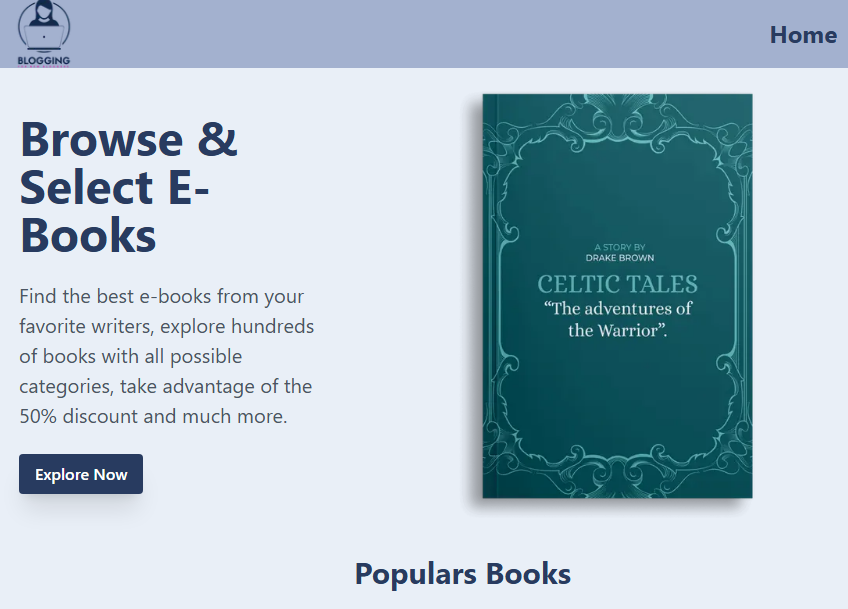 BLOGGING
Home
Browse &
Select E-
Books
Find the best e-books from your
favorite writers, explore hundreds
of books with all possible
categories, take advantage of the
50% discount and much more.
Explore Now
A STORY BY
DRAKE BROWN
CELTIC TALES
“The adventures of
the Warrior”.
Populars Books